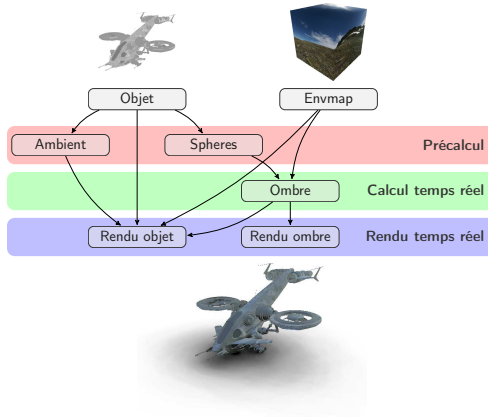 Objet
Envmap
Ambient
Spheres
Précalcul
Ombre
Calcul temps réel
Rendu objet
Rendu ombre
Rendu temps réel